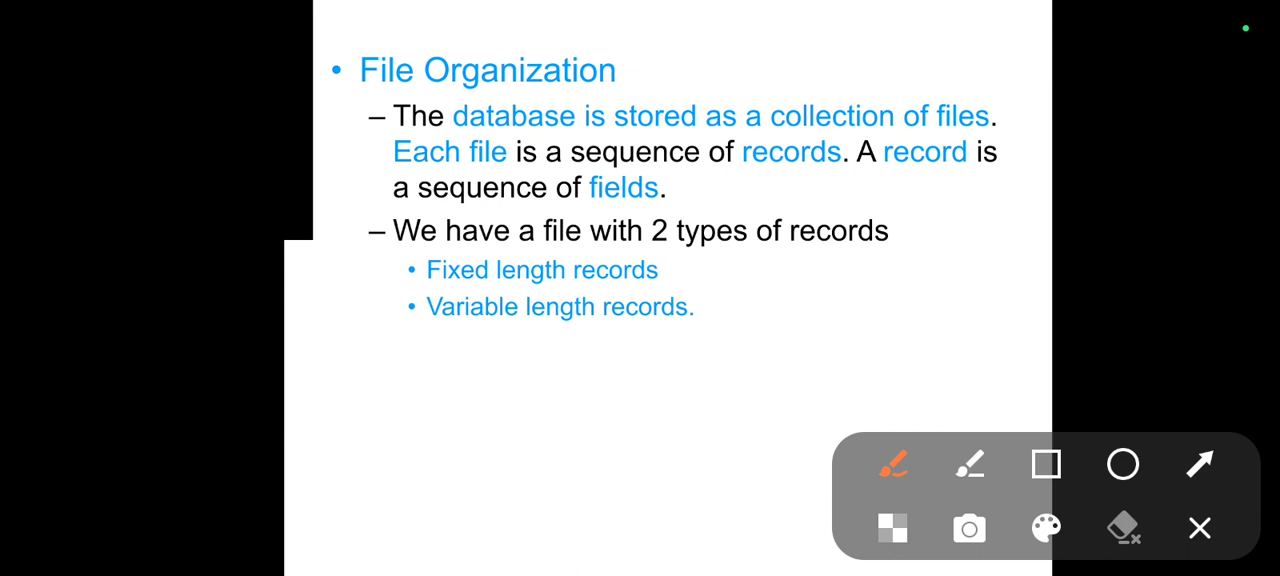 • File Organization
– The database is stored as a collection of files.
Each file is a sequence of records. A record is
a sequence of fields.
– We have a file with 2 types of records
• Fixed length records
• Variable length records.